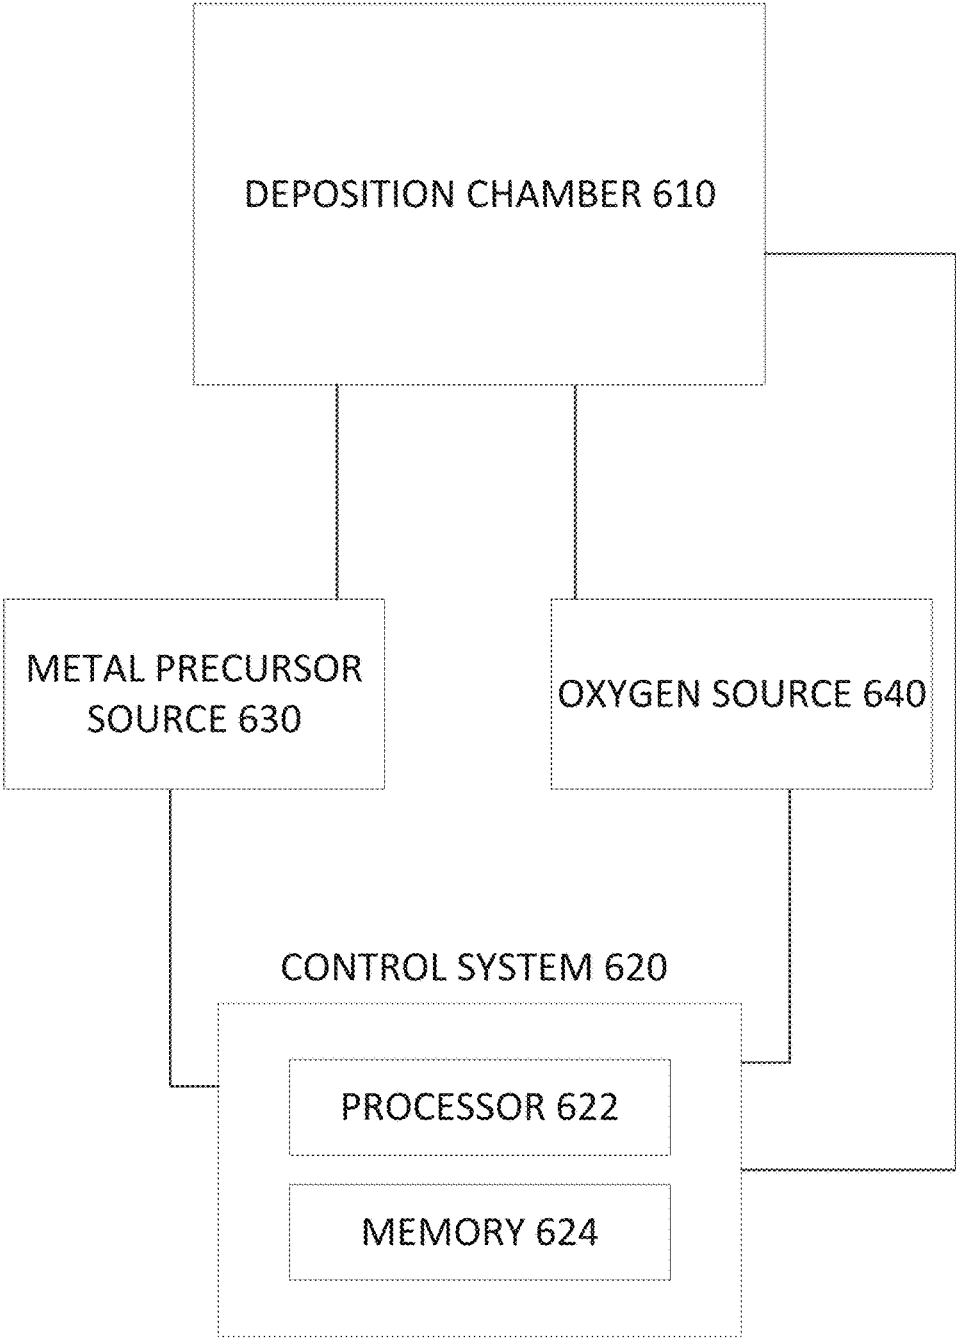 DEPOSITION CHAMBER 610
METAL PRECURSOR
SOURCE 630
OXYGEN SOURCE 640
CONTROL SYSTEM 620
PROCESSOR 622
MEMORY 624